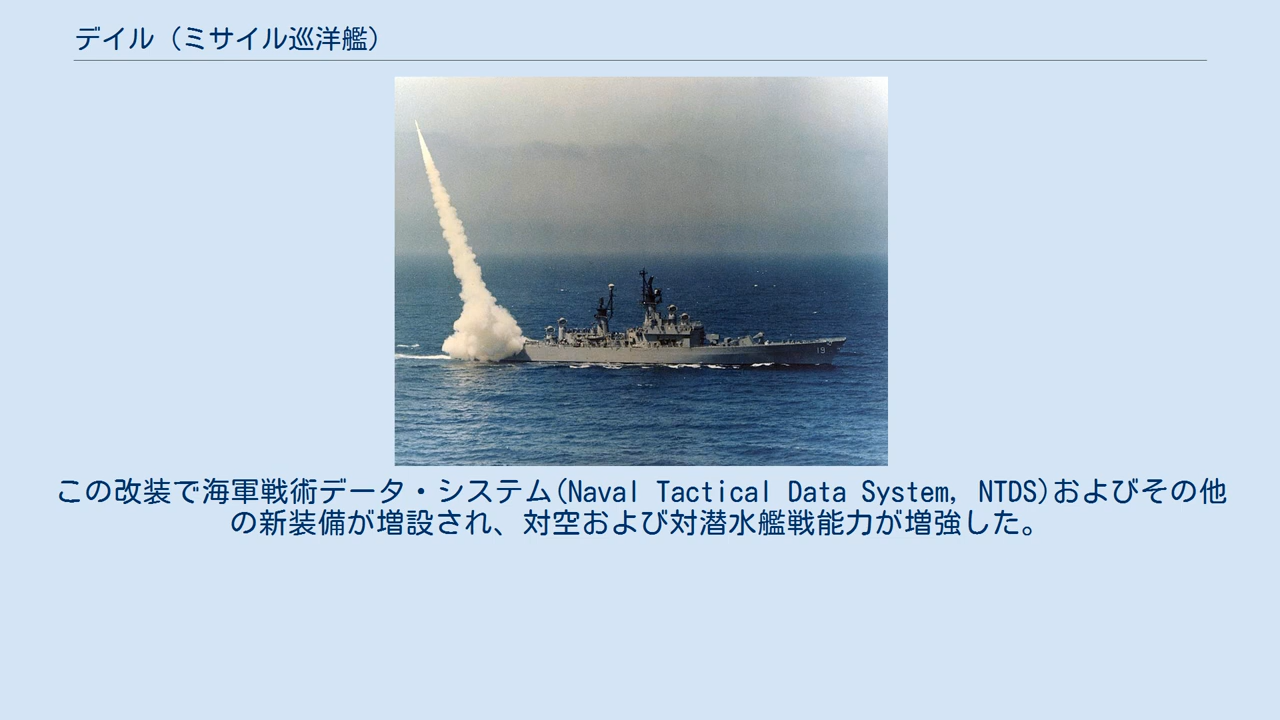 デイル（ミサイル巡洋艦）
19
この改装で海軍戦術データ・システム(Naval Tactical Data System, NTDS)およびその他
の新装備が増設され、対空および対潜水艦戦能力が増強した。